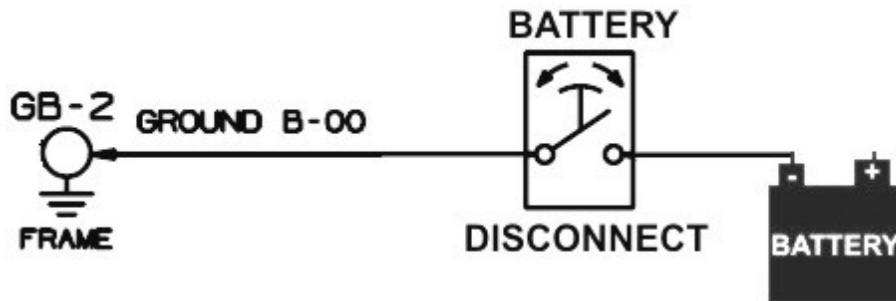 BATTERY
GB-2
GROUND B-00
- +
FRAME
DISCONNECT
BATTERY